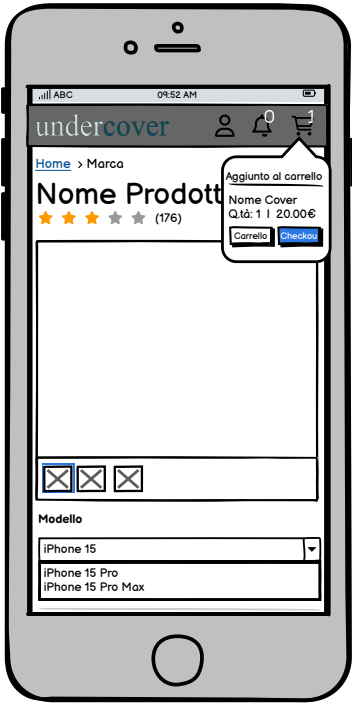 ABC 09:52 AM
undercover 0 1
Home > Marca
Aggiunto al carrello
Nome Prodott
Nome Cover
Q.tà: 1 | 20.00€
(176)
Carrello Checkou
Modello
iPhone 15
iPhone 15 Pro
iPhone 15 Pro Max